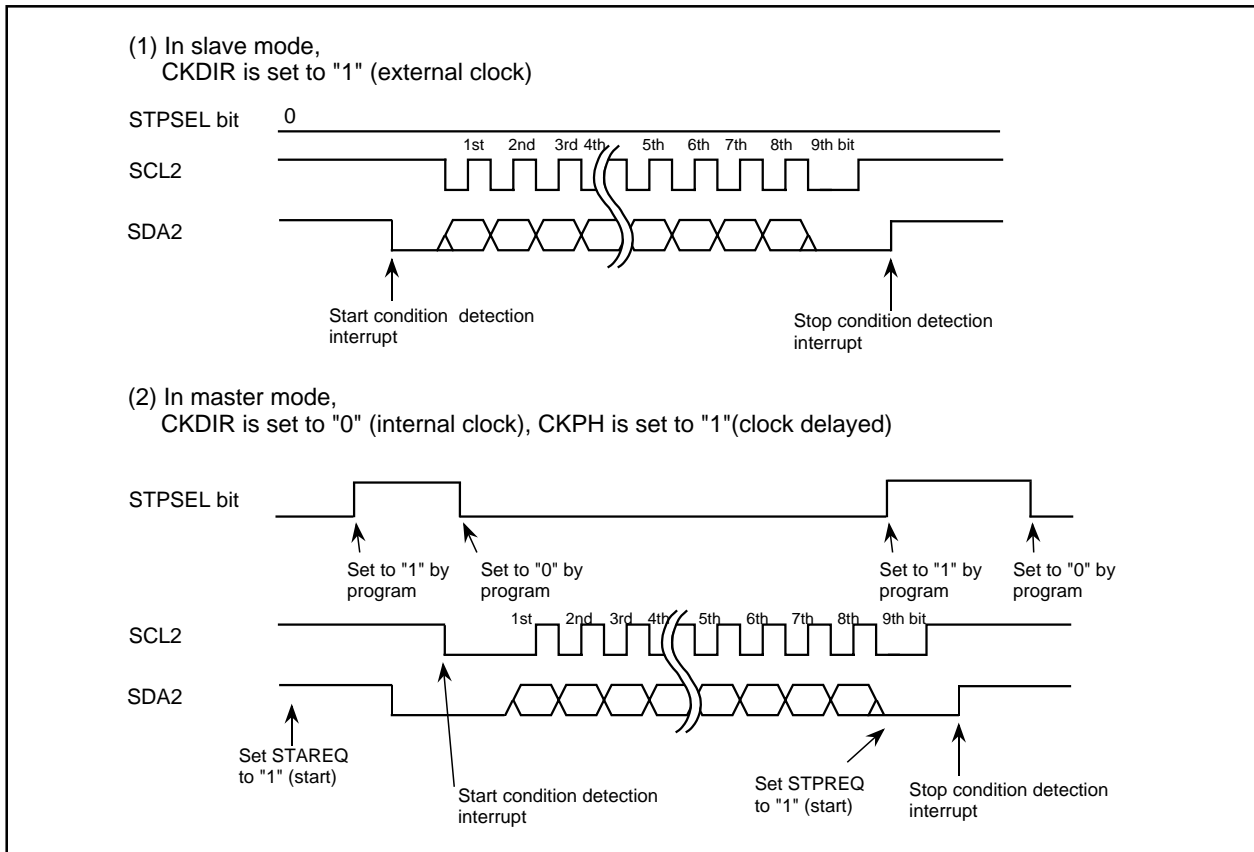 (1) In slave mode,
CKDIR is set to "1" (external clock)
STPSEL bit
0
1st 2nd 3rd 4th 5th 6th 7th 8th 9th bit
SCL2
SDA2
Start condition detection
interrupt
Stop condition detection
interrupt
(2) In master mode,
CKDIR is set to "0" (internal clock), CKPH is set to "1"(clock delayed)
STPSEL bit
Set to "1" by
program
Set to "0" by
program
Set to "1" by
program
Set to "0" by
program
1st 2nd 3rd 4th 5th 6th 7th 8th 9th bit
SCL2
SDA2
Set STAREQ
to "1" (start)
Start condition detection
interrupt
Set STPREQ
to "1" (start)
Stop condition detection
interrupt